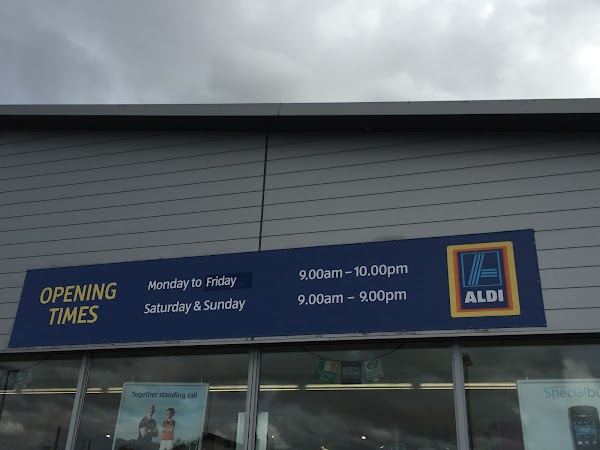 OPENING TIMES
Monday to Friday 9.00am – 10.00pm
Saturday & Sunday 9.00am – 9.00pm
ALDI
Together standing tall
Specialbu